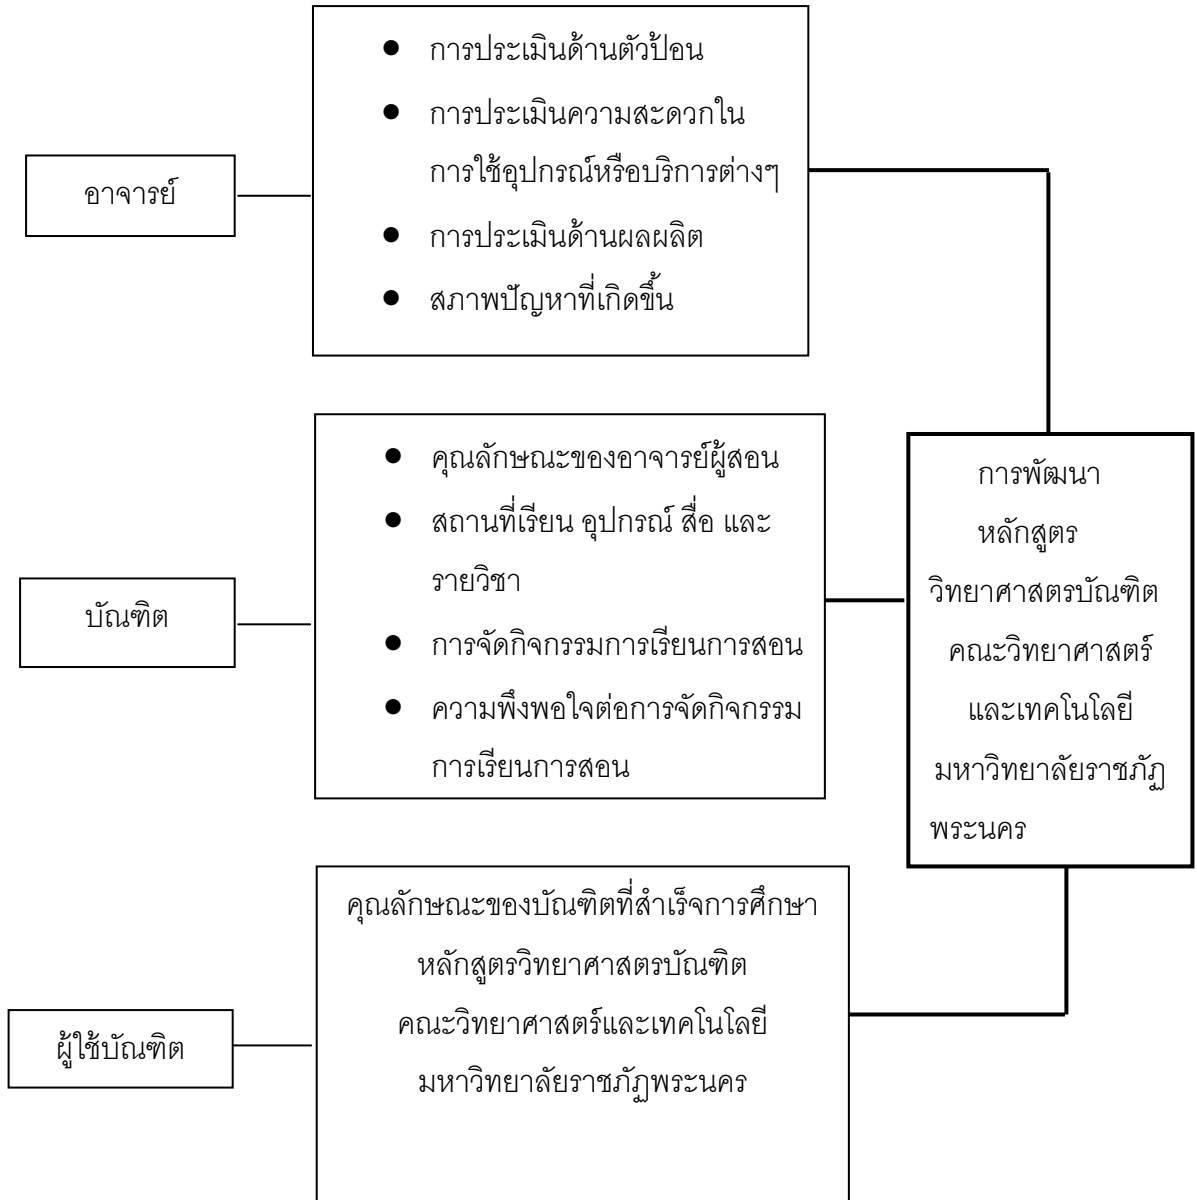 ● การประเมินด้านตัวป้อน
● การประเมินความสะดวกใน
การใช้อุปกรณ์หรือบริการต่างๆ
● การประเมินด้านผลผลิต
● สภาพปัญหาที่เกิดขึ้น
อาจารย์
● คุณลักษณะของอาจารย์ผู้สอน
● สถานที่เรียน อุปกรณ์ สื่อ และ
รายวิชา
● การจัดกิจกรรมการเรียนการสอน
● ความพึงพอใจต่อการจัดกิจกรรม
การเรียนการสอน
บัณฑิต
การพัฒนา
หลักสูตร
วิทยาศาสตรบัณฑิต
คณะวิทยาศาสตร์
และเทคโนโลยี
มหาวิทยาลัยราชภัฏ
พระนคร
คุณลักษณะของบัณฑิตที่สำเร็จการศึกษา
หลักสูตรวิทยาศาสตรบัณฑิต
คณะวิทยาศาสตร์และเทคโนโลยี
มหาวิทยาลัยราชภัฏพระนคร
ผู้ใช้บัณฑิต